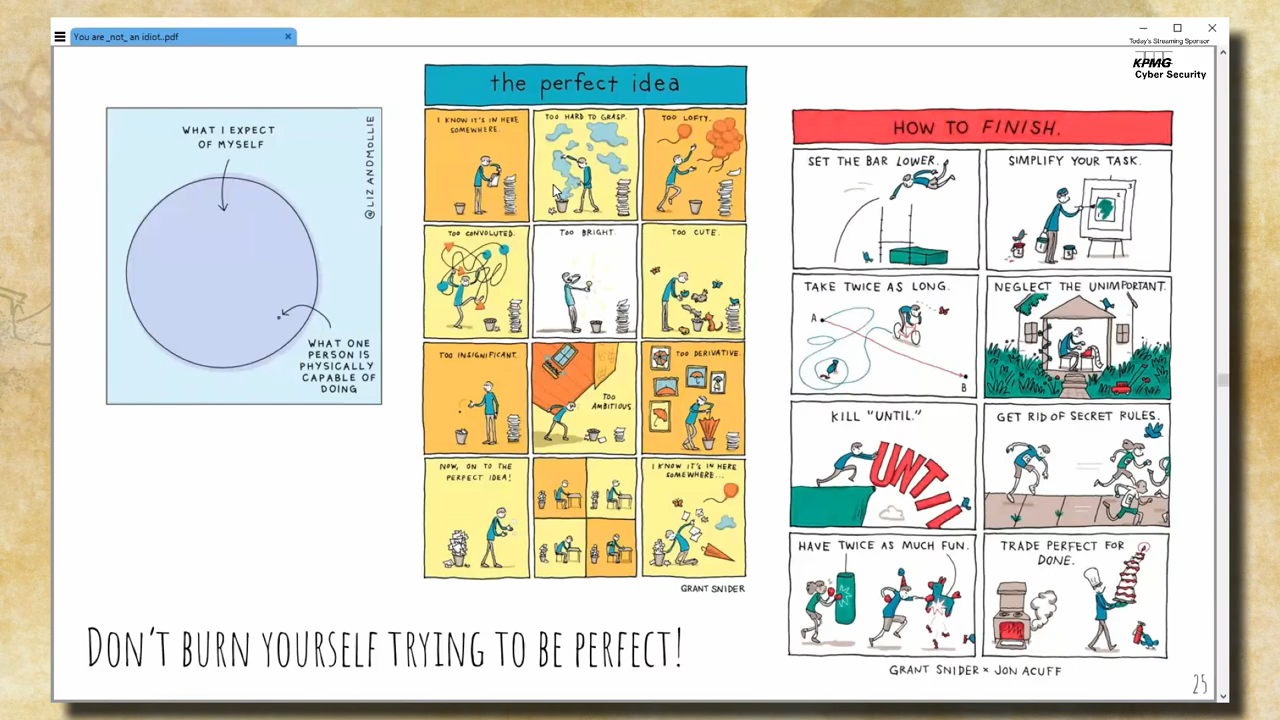 You are _not_ an idiot..pdf
Today's Streaming Sponsor
KPMG
Cyber Security
WHAT I EXPECT
OF MYSELF
@LIZANDMOLLIE
WHAT ONE
PERSON IS
PHYSICALLY
CAPABLE OF
DOING
the perfect idea
I KNOW IT'S IN HERE
SOMEWHERE.
TOO HARD TO GRASP.
TOO LOFTY.
TOO CONVOLUTED.
TOO BRIGHT.
TOO CUTE.
TOO INSIGNIFICANT.
TOO
AMBITIOUS
TOO DERIVATIVE.
NOW, ON TO THE
PERFECT IDEA!
I KNOW IT'S IN HERE
SOMEWHERE...
GRANT SNIDER
HOW TO FINISH.
SET THE BAR LOWER.
SIMPLIFY YOUR TASK.
3
2
TAKE TWICE AS LONG.
A
B
NEGLECT THE UNIMPORTANT.
KILL "UNTIL."
UNTIL
GET RID OF SECRET RULES.
HAVE TWICE AS MUCH FUN.
TRADE PERFECT FOR
DONE.
GRANT SNIDER × JON ACUFF
DON'T BURN YOURSELF TRYING TO BE PERFECT!
25